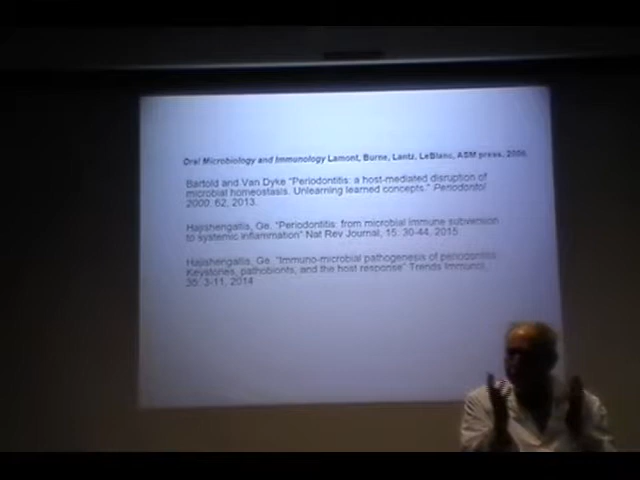 Oral Microbiology and Immunology Lamont, Burne, Lantz, LeBlanc, ASM press, 2006
Bartold and Van Dyke "Periodontitis: a host-mediated disruption of
microbial homeostasis. Unlearning learned concepts." Periodontol
2000: 62, 2013.
Hajishengallis, Ge. "Periodontitis: from microbial immune subversion
to systemic inflammation" Nat Rev Journal, 15: 30-44, 2015
Hajishengallis, Ge. "Immuno-microbial pathogenesis of periodontitis
Keystones, pathobionts, and the host response" Trends Immunol,
35: 3-11, 2014